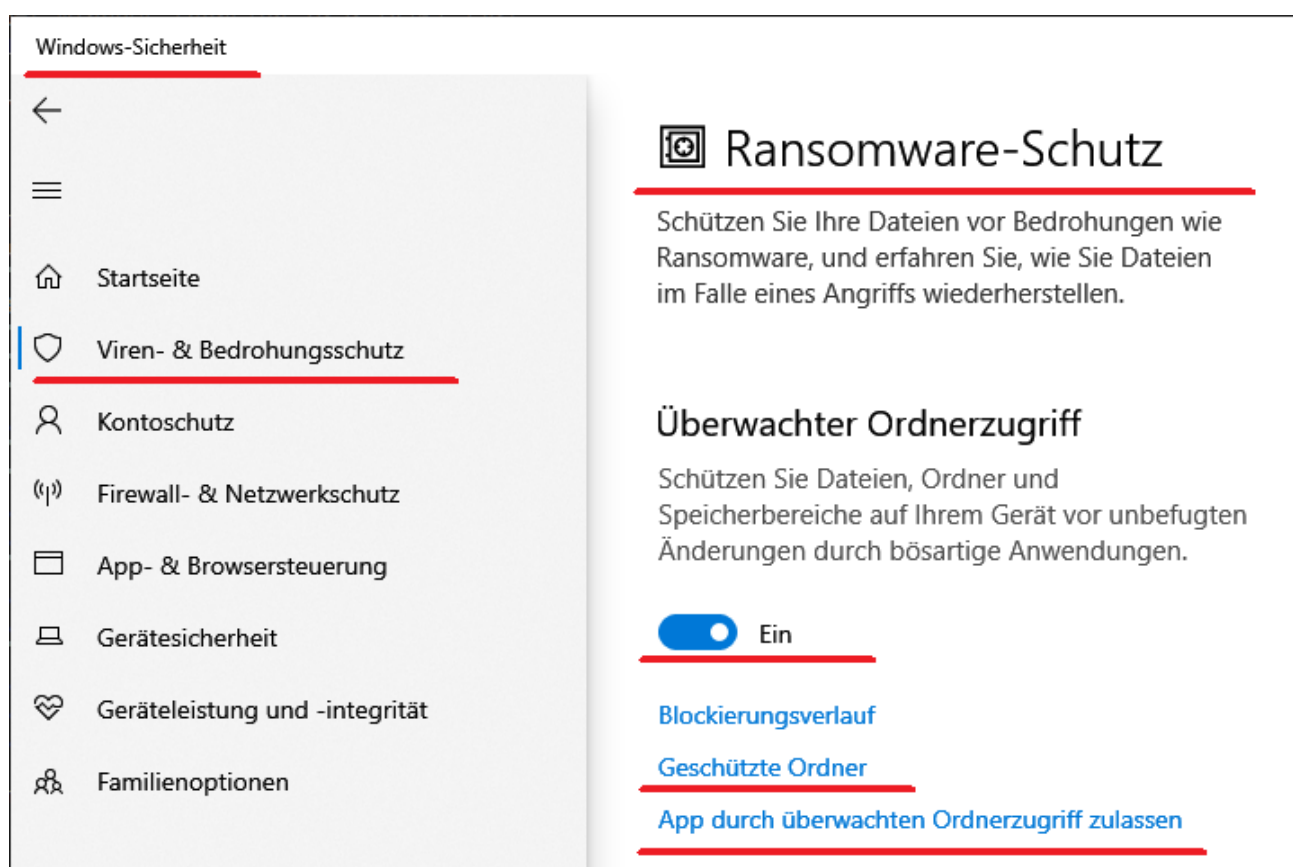 Windows-Sicherheit
Startseite
Viren- & Bedrohungsschutz
Kontoschutz
Firewall- & Netzwerkschutz
App- & Browsersteuerung
Gerätesicherheit
Geräteleistung und -integrität
Familienoptionen
Ransomware-Schutz
Schützen Sie Ihre Dateien vor Bedrohungen wie
Ransomware, und erfahren Sie, wie Sie Dateien
im Falle eines Angriffs wiederherstellen.
Überwachter Ordnerzugriff
Schützen Sie Dateien, Ordner und
Speicherbereiche auf Ihrem Gerät vor unbefugten
Änderungen durch bösartige Anwendungen.
Ein
Blockierungsverlauf
Geschützte Ordner
App durch überwachten Ordnerzugriff zulassen